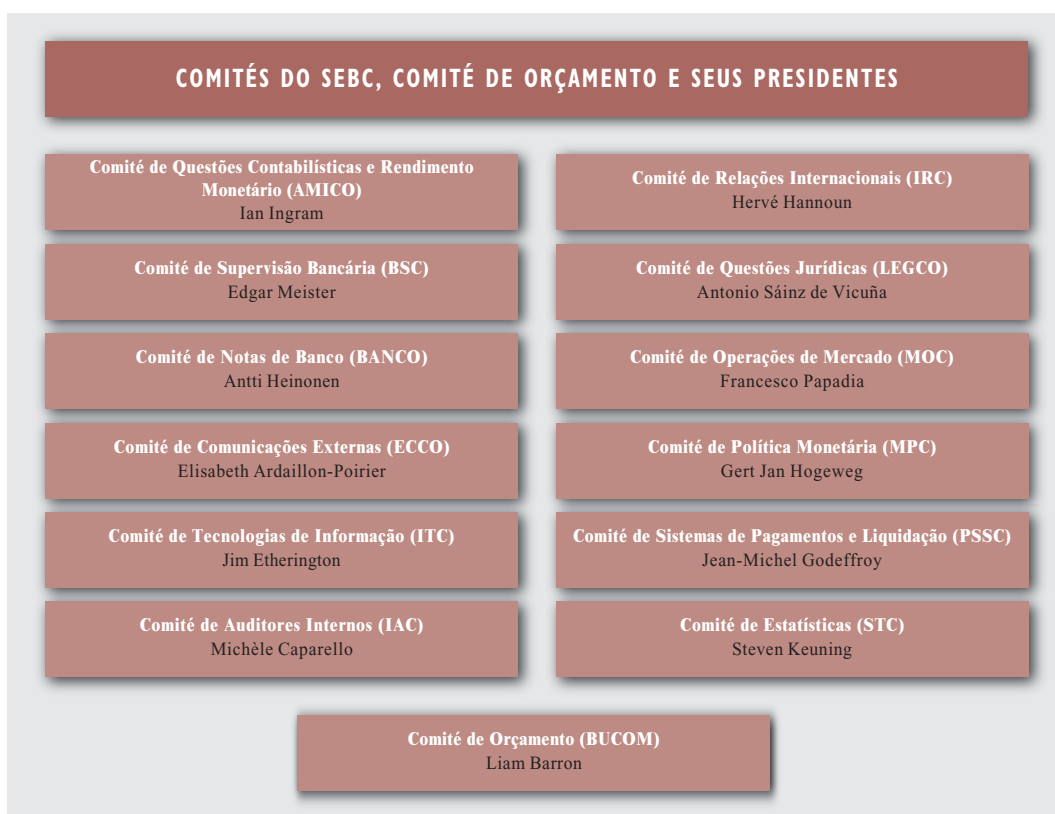 COMITÉS DO SEBC, COMITÉ DE ORÇAMENTO E SEUS PRESIDENTES
Comité de Questões Contabilísticas e Rendimento
Monetário (AMICO)
Ian Ingram
Comité de Supervisão Bancária (BSC)
Edgar Meister
Comité de Notas de Banco (BANCO)
Antti Heinonen
Comité de Comunicações Externas (ECCO)
Elisabeth Ardaillon-Poirier
Comité de Tecnologias de Informação (ITC)
Jim Etherington
Comité de Auditores Internos (IAC)
Michèle Caparello
Comité de Relações Internacionais (IRC)
Hervé Hannoun
Comité de Questões Jurídicas (LEGCO)
Antonio Sáinz de Vicuña
Comité de Operações de Mercado (MOC)
Francesco Papadia
Comité de Política Monetária (MPC)
Gert Jan Hogeweg
Comité de Sistemas de Pagamentos e Liquidação (PSSC)
Jean-Michel Godeffroy
Comité de Estatísticas (STC)
Steven Keuning
Comité de Orçamento (BUCOM)
Liam Barron